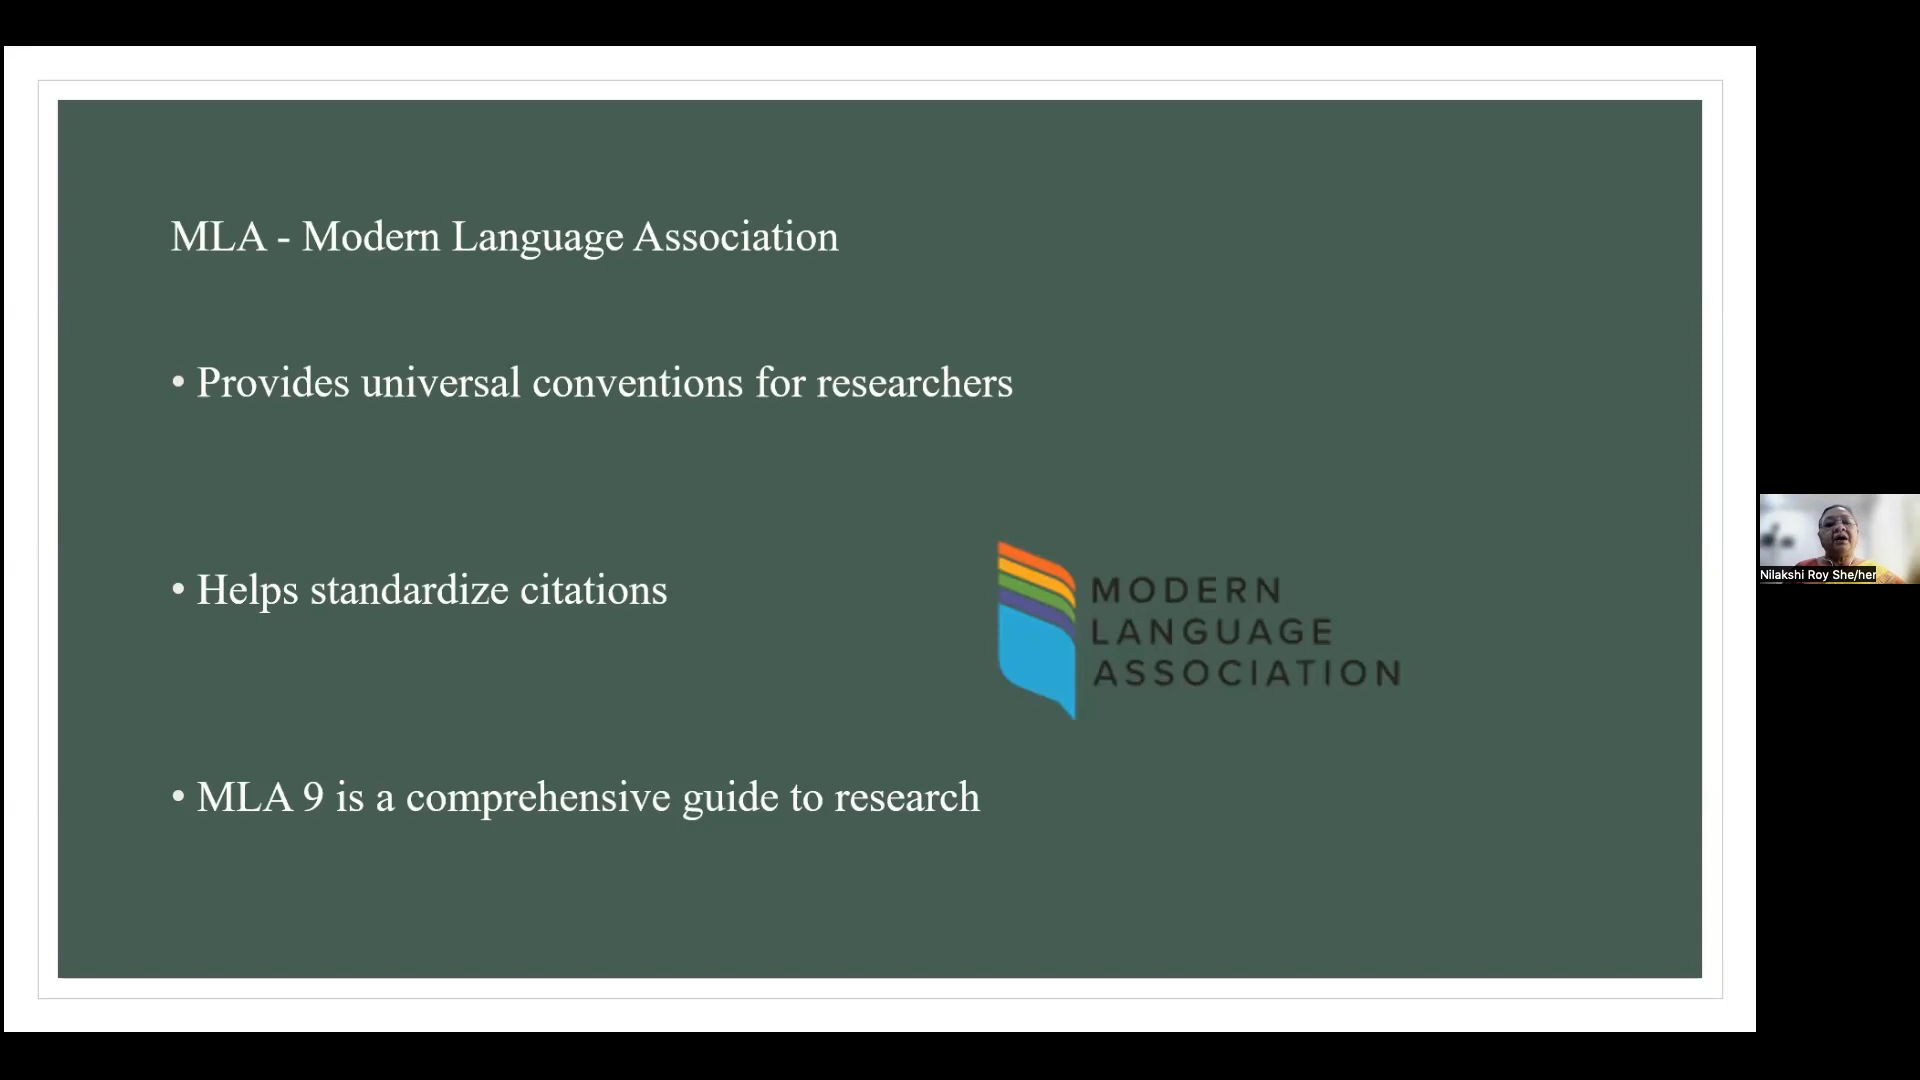 MLA - Modern Language Association
• Provides universal conventions for researchers
• Helps standardize citations
MODERN
LANGUAGE
ASSOCIATION
• MLA 9 is a comprehensive guide to research
Nilakshi Roy She/her